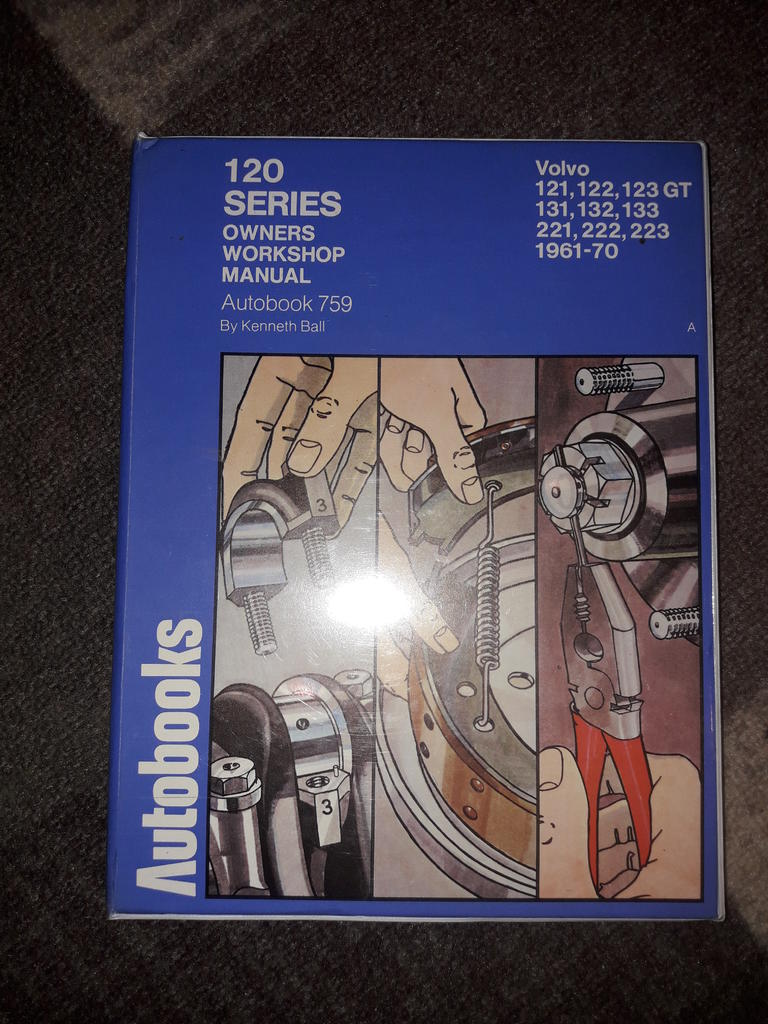 120
SERIES
OWNERS
WORKSHOP
MANUAL
Autobook 759
By Kenneth Ball
Volvo
121, 122, 123 GT
131, 132, 133
221, 222, 223
1961-70
A
3
3
Autobooks